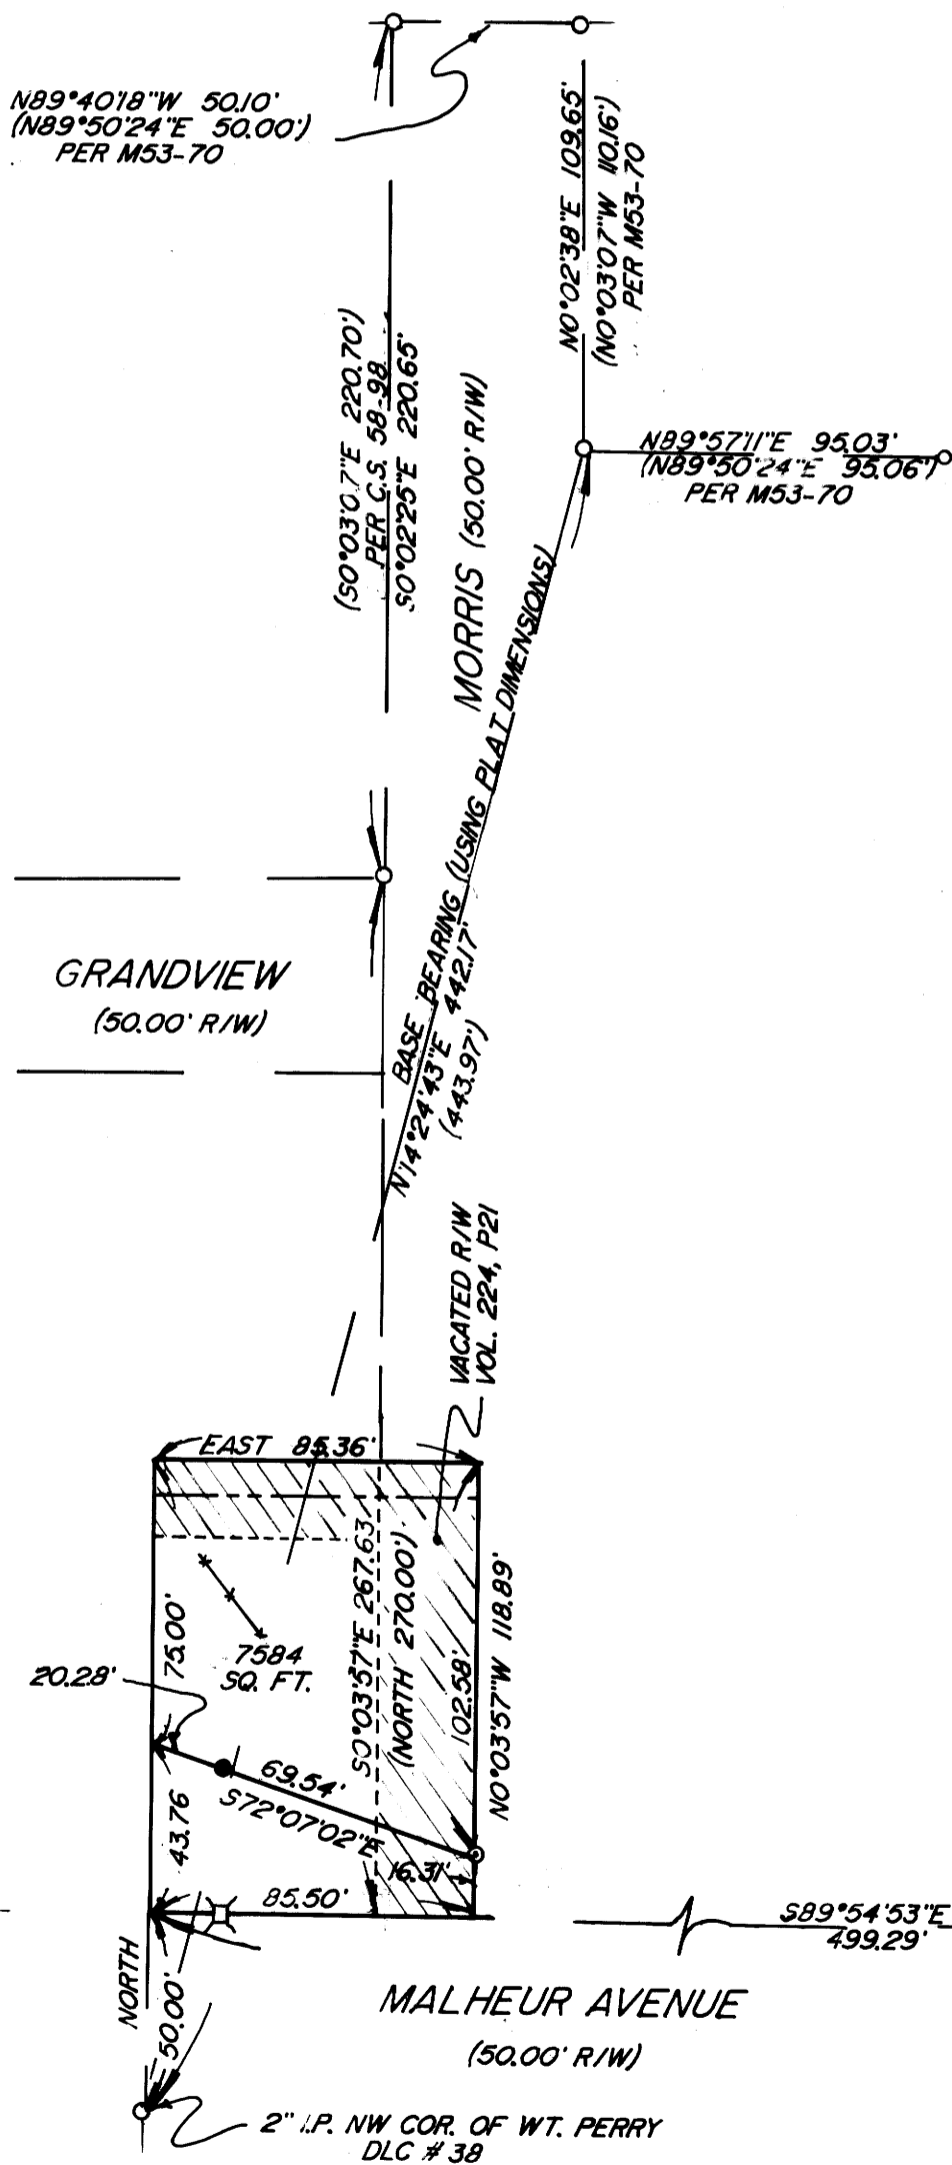 N89°40'18"W 50.10'
(N89°50'24"E 50.00')
PER M53-70
N0°02'38"E 109.65'
(N0°03'07"W 110.16')
PER M53-70
(S0°03'0.7"E 220.70')
PER C.S. 58-98
S0°02'25"E 220.65'
MORRIS (50.00' R/W)
N89°57'11"E 95.03'
(N89°50'24"E 95.06')
PER M53-70
BASE BEARING (USING PLAT DIMENSIONS)
N14°24'43"E 442.17'
(443.97')
GRANDVIEW
(50.00' R/W)
VACATED R/W
VOL. 224, P21
EAST 85.36'
S0°03'57"E 267.63'
(NORTH 270.00')
102.58'
N0°03'57"W 118.89'
75.00'
7584
SQ. FT.
20.28'
69.54'
S72°07'02"E
43.76
16.31'
85.50'
S89°54'53"E
499.29'
NORTH
50.00'
MALHEUR AVENUE
(50.00' R/W)
2" I.P. NW COR. OF WT. PERRY
DLC # 38